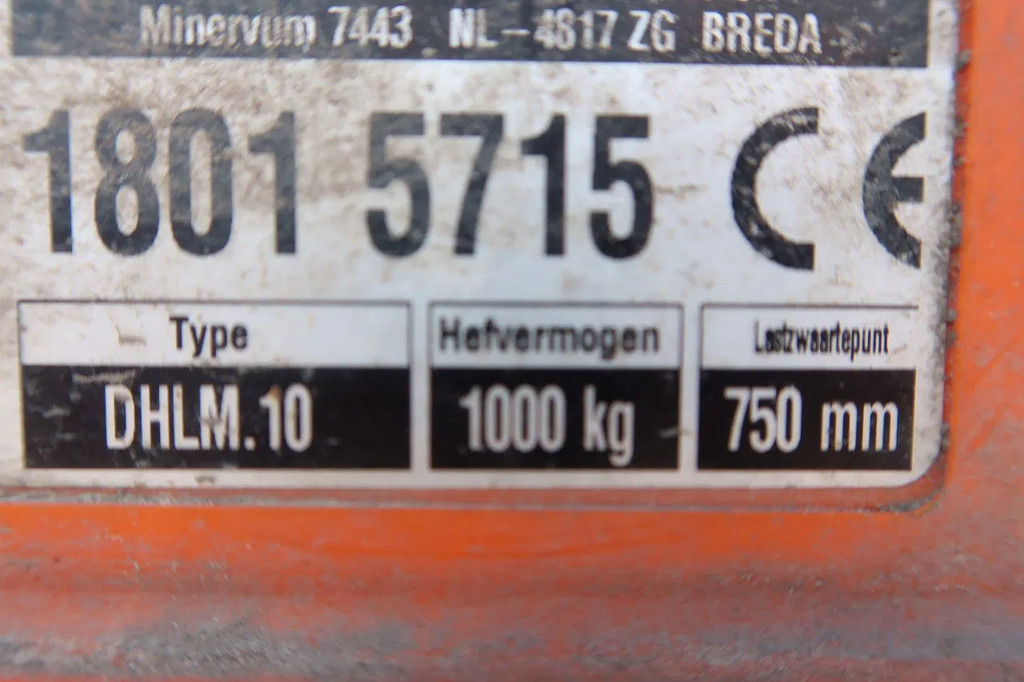 Minervum 7443 NL-4817 ZG BREDA
1801 5715 CE
Type Hefvermogen Lastzwaartepunt
DHLM.10 1000 kg 750 mm